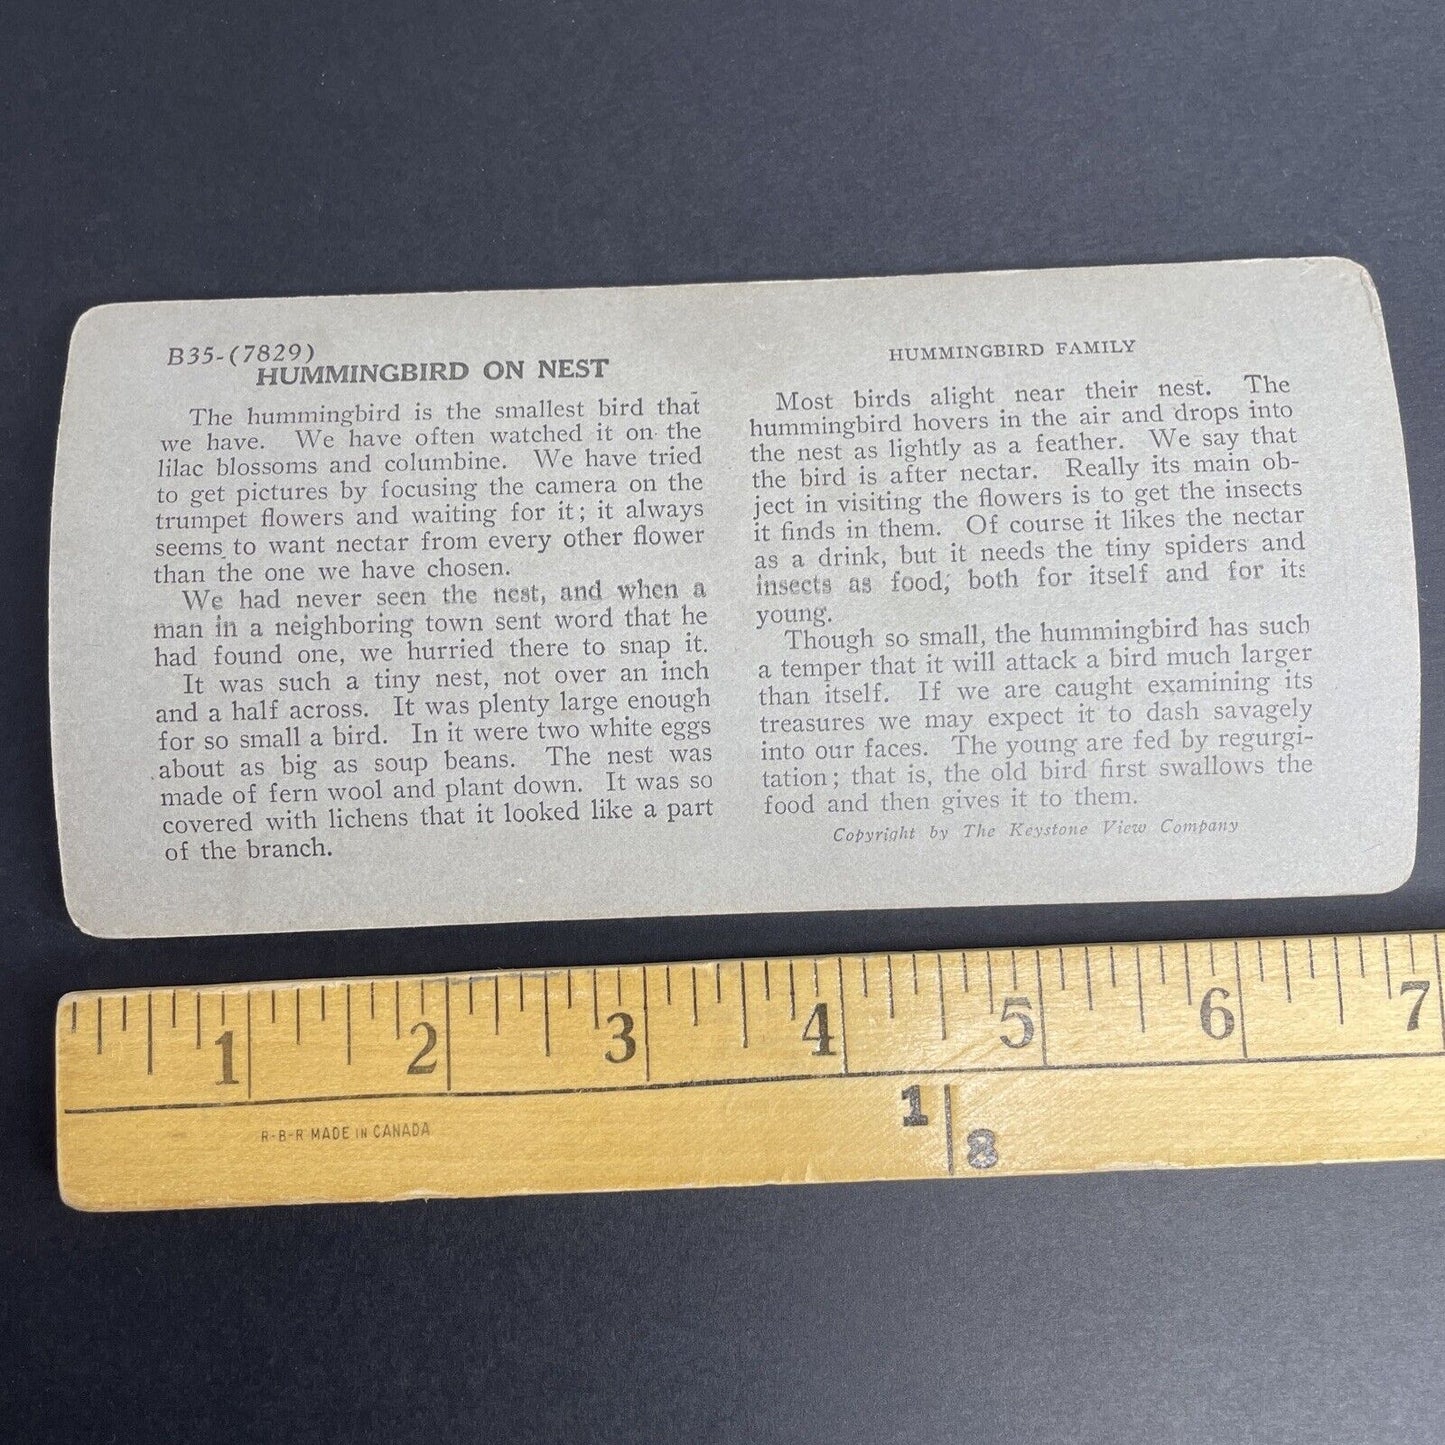 B35-(7829)
HUMMINGBIRD ON NEST
The hummingbird is the smallest bird that
we have. We have often watched it on the
lilac blossoms and columbine. We have tried
to get pictures by focusing the camera on the
trumpet flowers and waiting for it; it always
seems to want nectar from every other flower
than the one we have chosen.
We had never seen the nest, and when a
man in a neighboring town sent word that he
had found one, we hurried there to snap it.
It was such a tiny nest, not over an inch
and a half across. It was plenty large enough
for so small a bird. In it were two white eggs
about as big as soup beans. The nest was
made of fern wool and plant down. It was so
covered with lichens that it looked like a part
of the branch.
HUMMINGBIRD FAMILY
Most birds alight near their nest. The
hummingbird hovers in the air and drops into
the nest as lightly as a feather. We say that
the bird is after nectar. Really its main ob-
ject in visiting the flowers is to get the insects
it finds in them. Of course it likes the nectar
as a drink, but it needs the tiny spiders and
insects as food, both for itself and for its
young.
Though so small, the hummingbird has such
a temper that it will attack a bird much larger
than itself. If we are caught examining its
treasures we may expect it to dash savagely
into our faces. The young are fed by regurgi-
tation; that is, the old bird first swallows the
food and then gives it to them.
Copyright by The Keystone View Company
1 2 3 4 5 6 7
1 8
R-B-R MADE IN CANADA